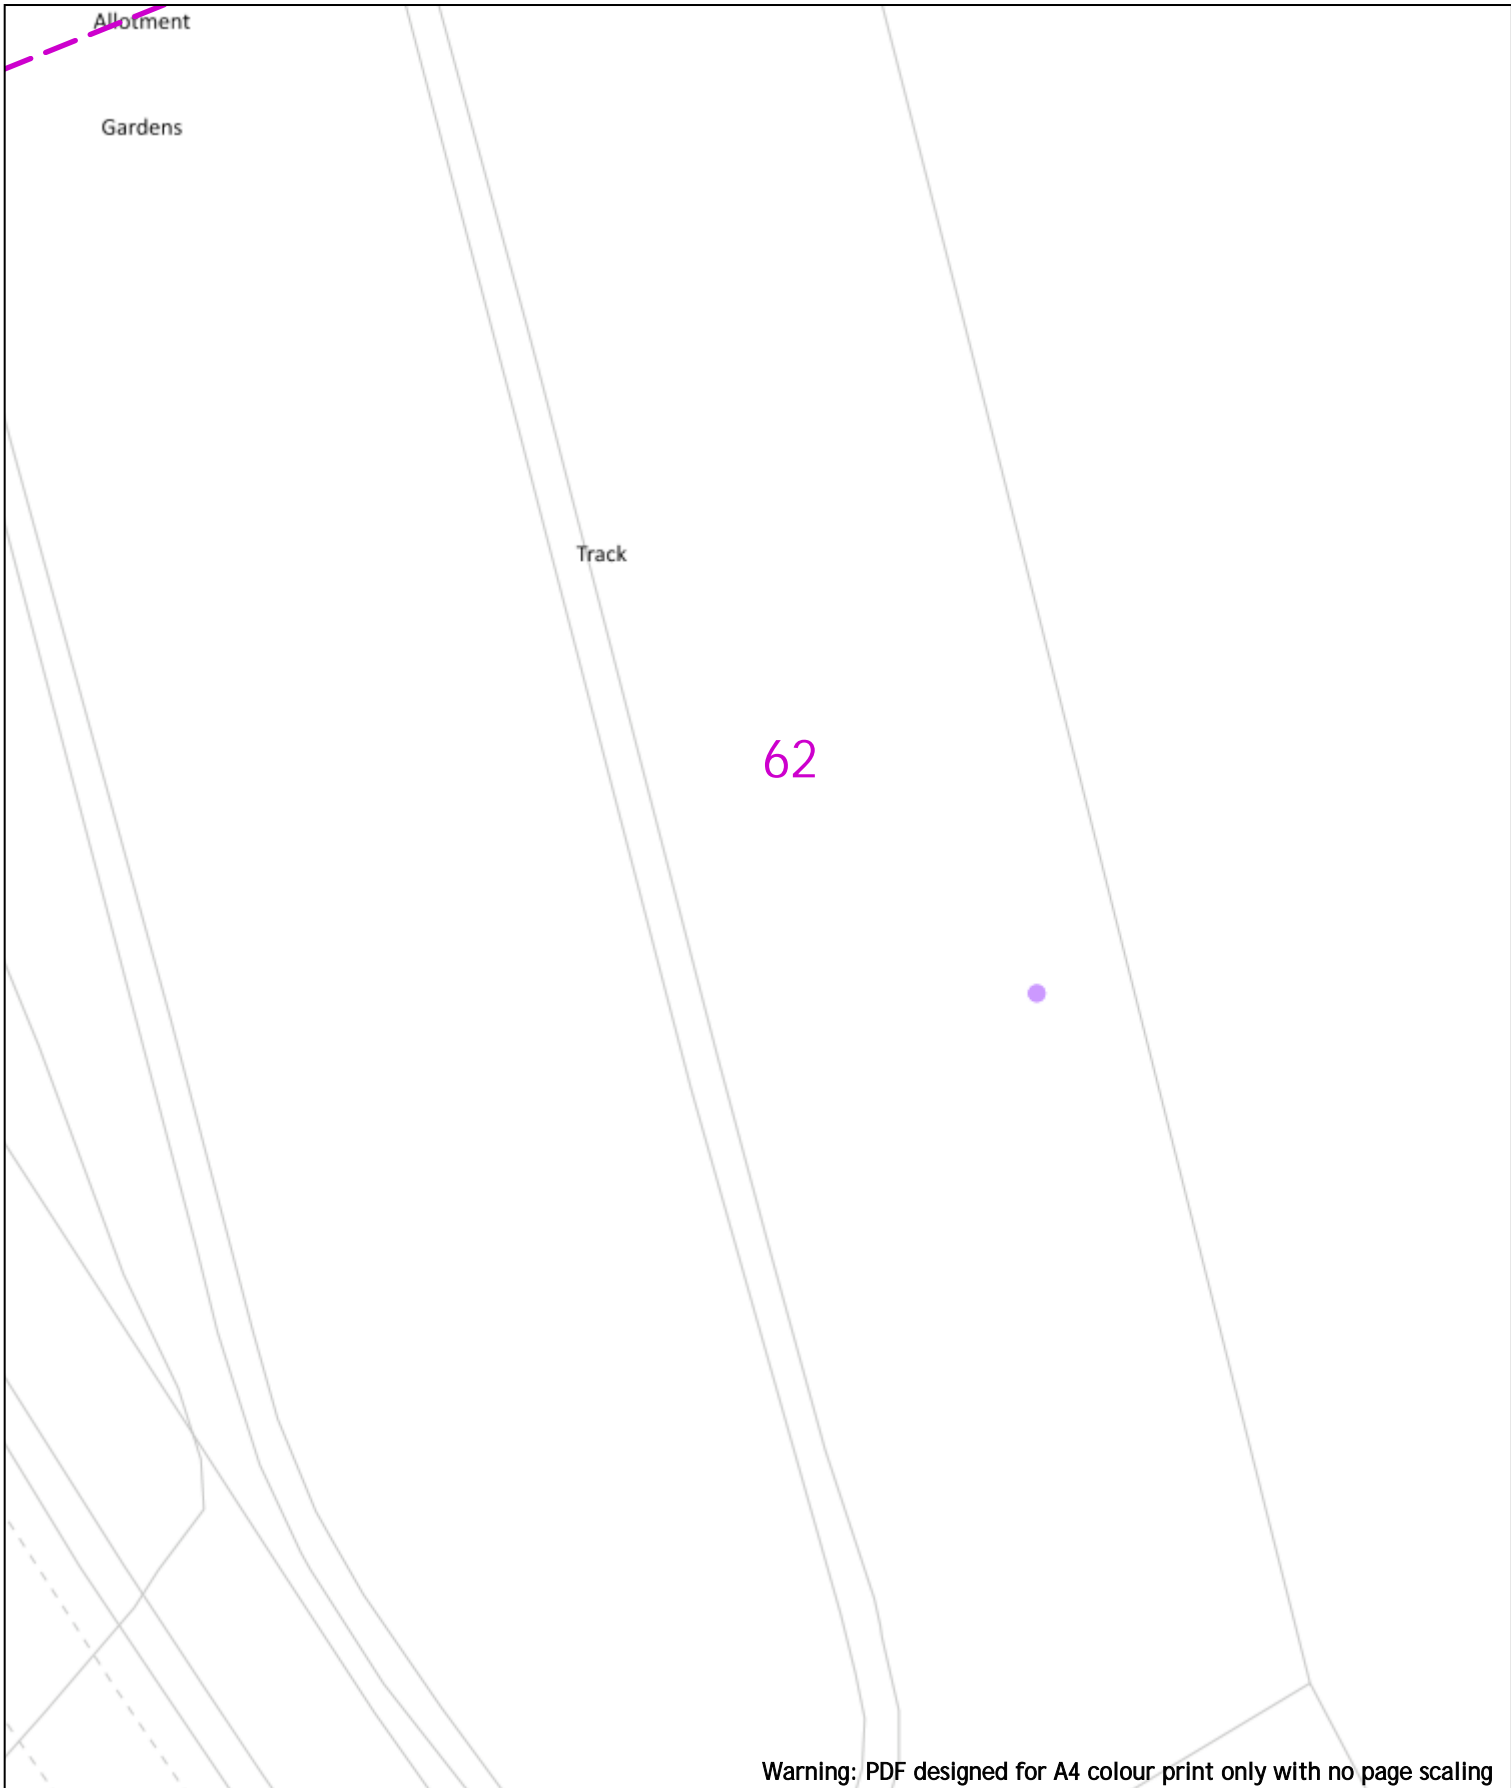 Allotment
Gardens
Track
62
Warning: PDF designed for A4 colour print only with no page scaling